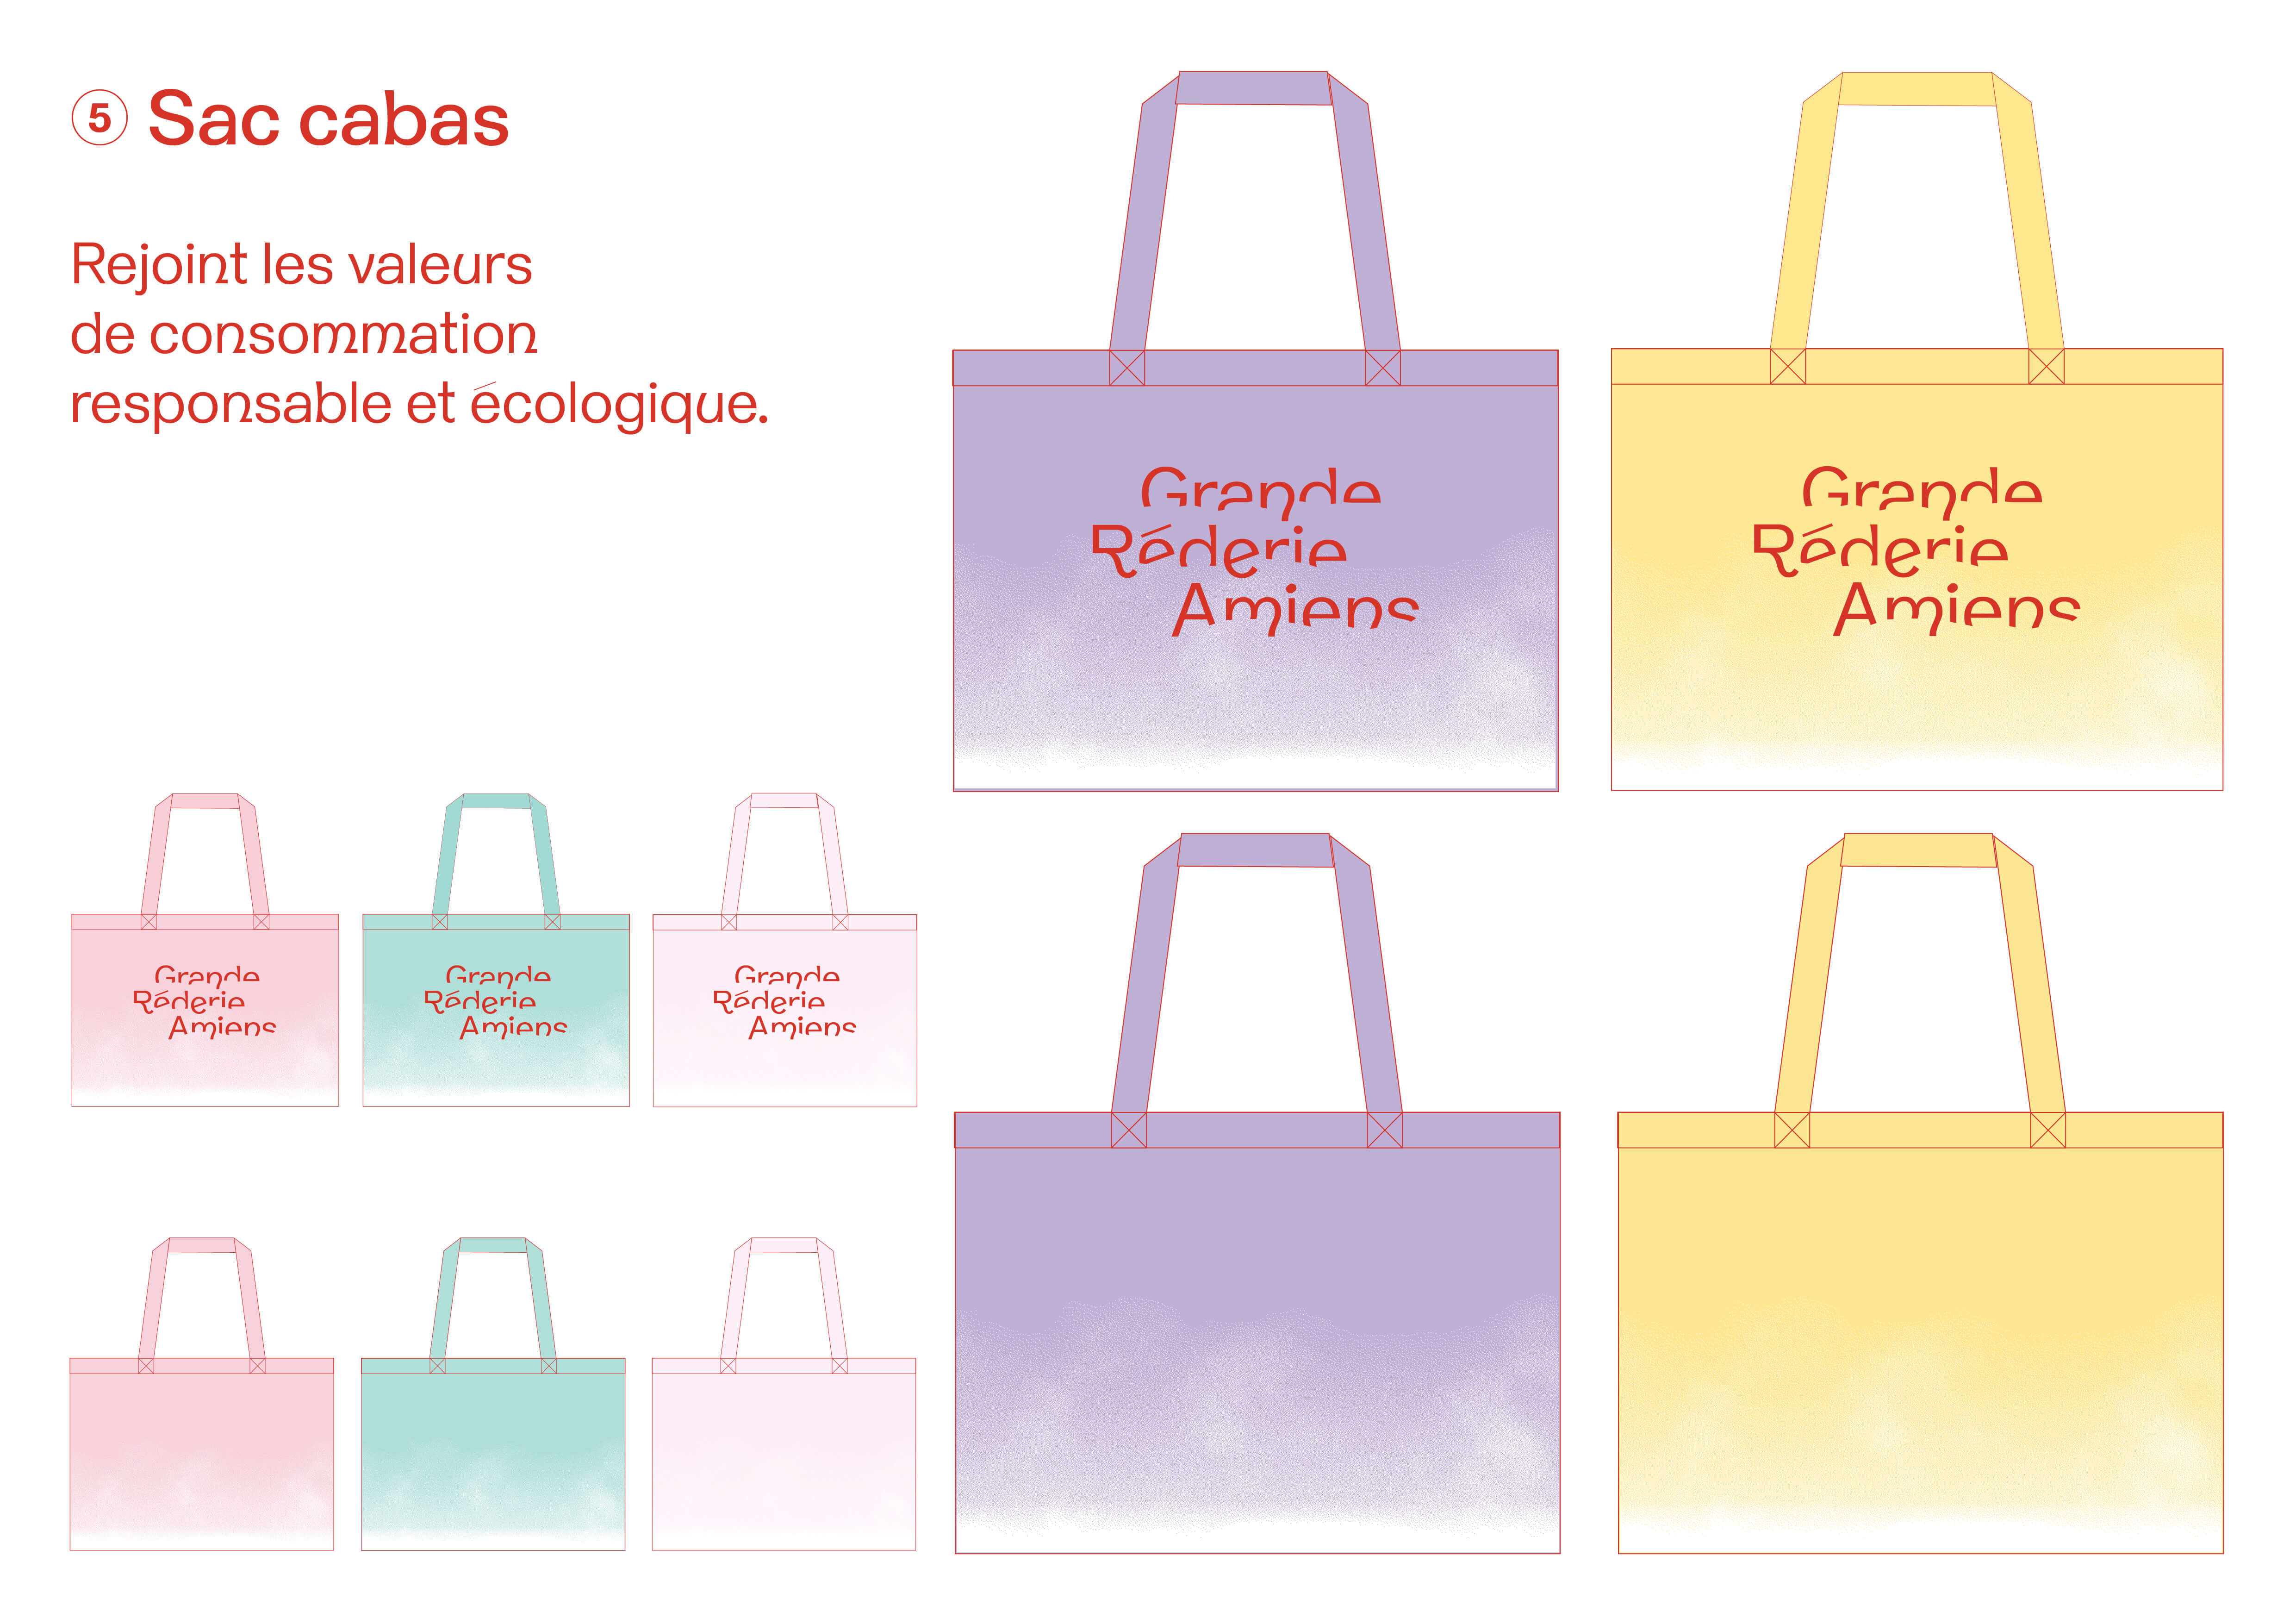 5 Sac cabas
Rejoint les valeurs
de consommation
responsable et écologique.
Grande
Réderie
Amiens
Grande
Réderie
Amiens
Grande
Réderie
Amiens
Grande
Réderie
Amiens
Grande
Réderie
Amiens